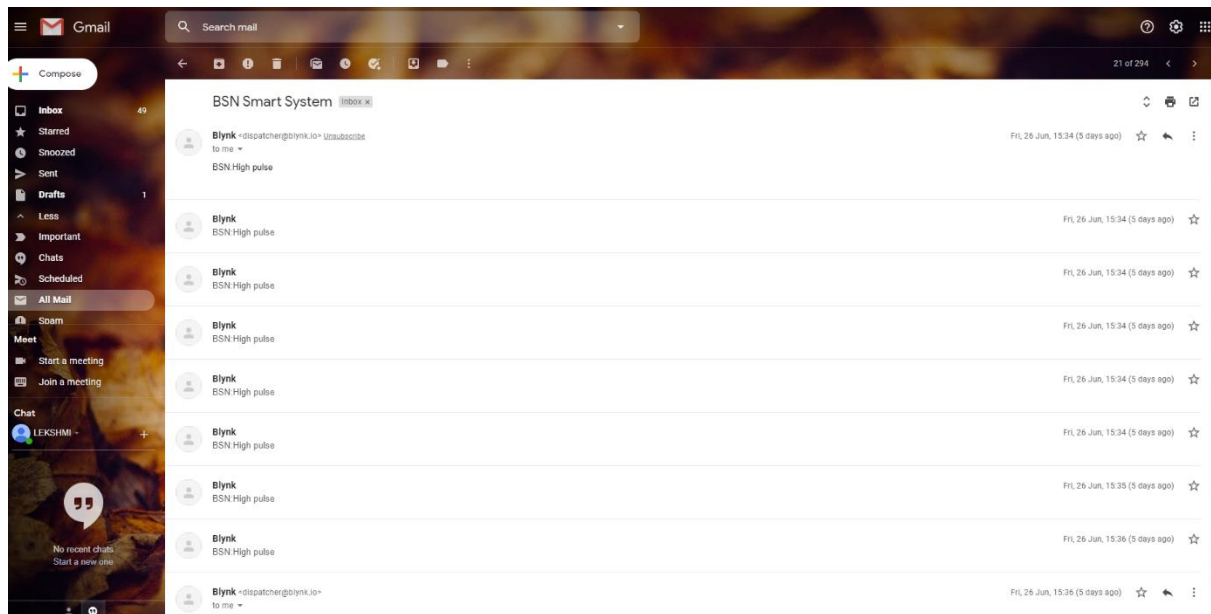 Gmail
Search mail
Compose
21 of 294
Inbox 49
Starred
Snoozed
Sent
Drafts 1
Less
Important
Chats
Scheduled
All Mail
Spam
Meet
Start a meeting
Join a meeting
Chat
LEKSHMI
No recent chats
Start a new one
BSN Smart System Inbox x
Blynk <dispatcher@blynk.io> Unsubscribe Fri, 26 Jun, 15:34 (5 days ago)
to me
BSN:High pulse
Blynk Fri, 26 Jun, 15:34 (5 days ago)
BSN:High pulse
Blynk Fri, 26 Jun, 15:34 (5 days ago)
BSN:High pulse
Blynk Fri, 26 Jun, 15:34 (5 days ago)
BSN:High pulse
Blynk Fri, 26 Jun, 15:34 (5 days ago)
BSN:High pulse
Blynk Fri, 26 Jun, 15:34 (5 days ago)
BSN:High pulse
Blynk Fri, 26 Jun, 15:35 (5 days ago)
BSN:High pulse
Blynk Fri, 26 Jun, 15:36 (5 days ago)
BSN:High pulse
Blynk <dispatcher@blynk.io> Fri, 26 Jun, 15:36 (5 days ago)
to me